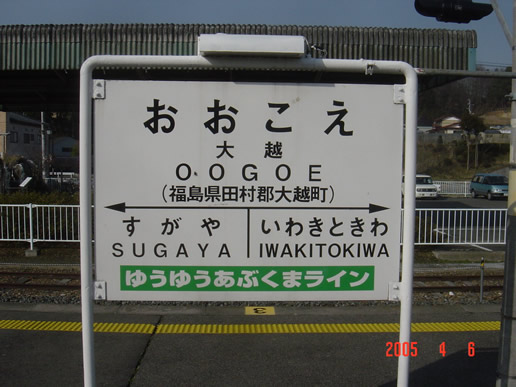 おおこえ
大越
OOGOE
(福島県田村郡大越町)
すがや いわきときわ
SUGAYA IWAKITOKIWA
ゆうゆうあぶくまライン
3
2005 4 6